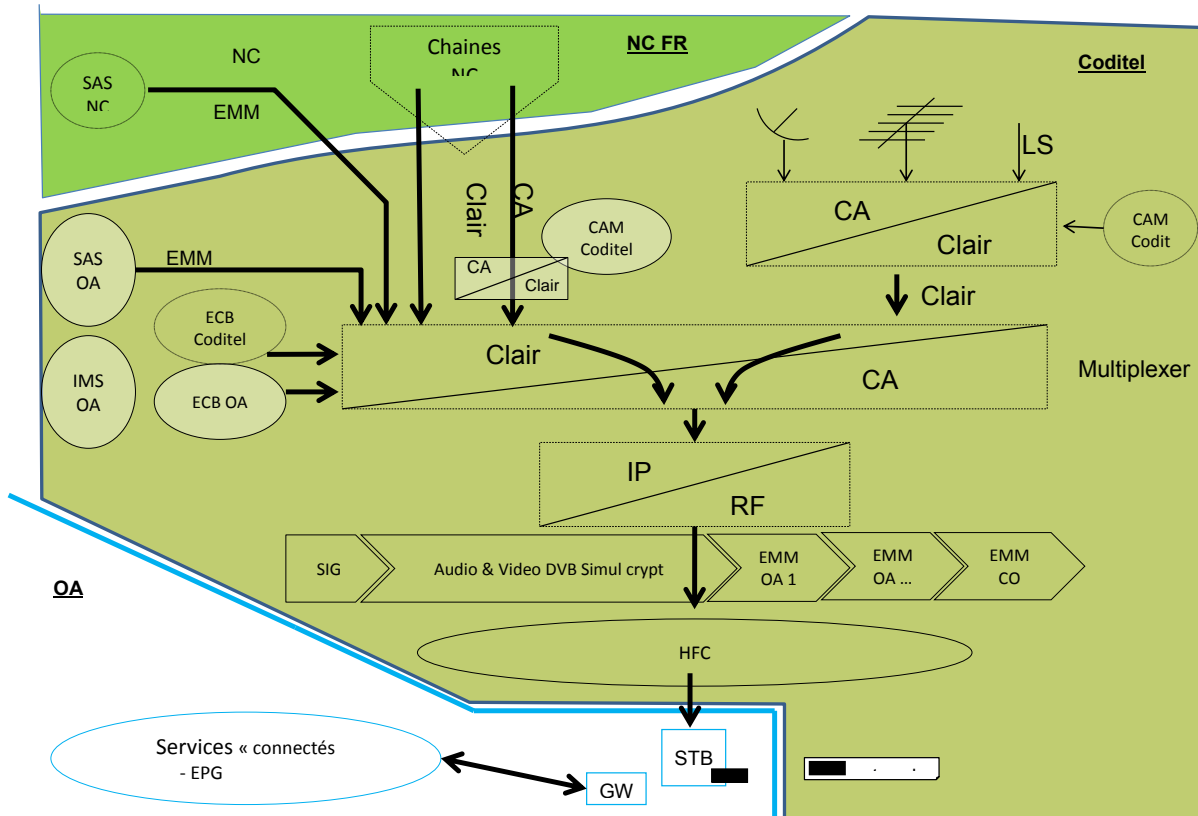 NC FR
Chaines
NC
SAS
NC
NC
EMM
Coditel
LS
Clair
CA
CA
Clair
CAM
Codit
CAM
Coditel
CA
Clair
SAS
OA
EMM
Clair
ECB
Coditel
IMS
OA
ECB OA
Clair
CA
Multiplexer
IP
RF
SIG
Audio & Video DVB Simul crypt
EMM
OA 1
EMM
OA ...
EMM
CO
OA
HFC
Services « connectés
- EPG
STB
GW